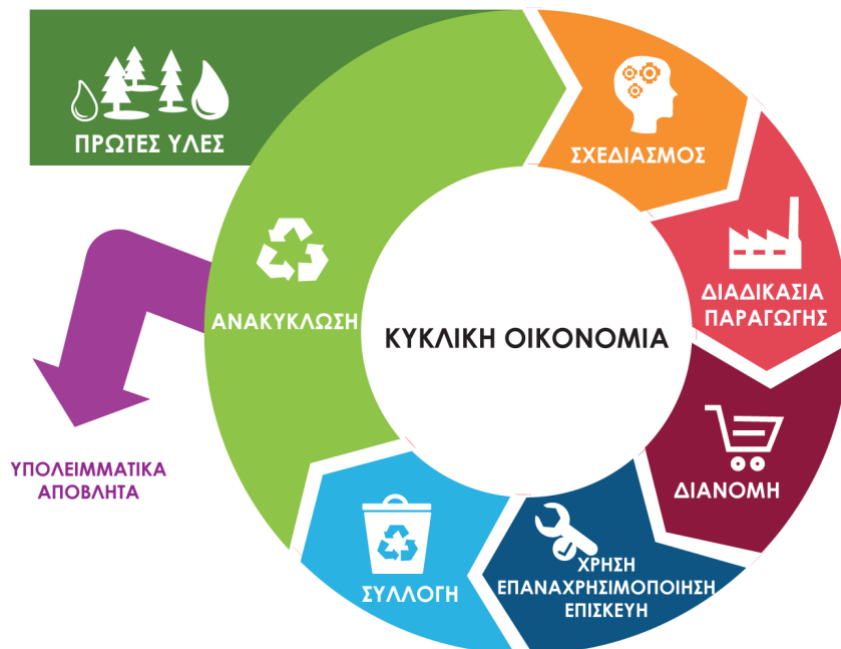 ΠΡΩΤΕΣ ΥΛΕΣ
ΣΧΕΔΙΑΣΜΟΣ
ΔΙΑΔΙΚΑΣΙΑ
ΠΑΡΑΓΩΓΗΣ
ΑΝΑΚΥΚΛΩΣΗ
ΚΥΚΛΙΚΗ ΟΙΚΟΝΟΜΙΑ
ΥΠΟΛΕΙΜΜΑΤΙΚΑ
ΑΠΟΒΛΗΤΑ
ΔΙΑΝΟΜΗ
ΧΡΗΣΗ
ΕΠΑΝΑΧΡΗΣΙΜΟΠΟΙΗΣΗ
ΕΠΙΣΚΕΥΗ
ΣΥΛΛΟΓΗ